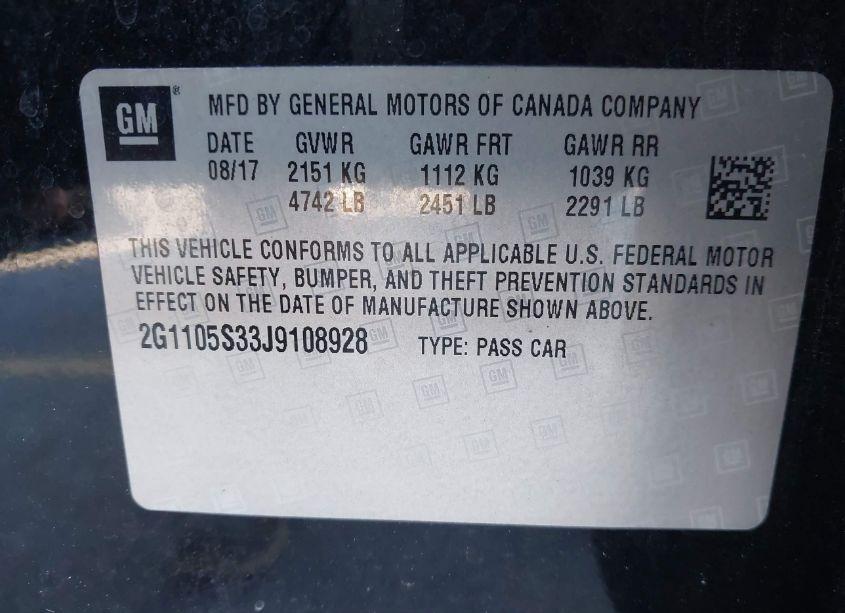 GM ® MFD BY GENERAL MOTORS OF CANADA COMPANY
DATE GVWR GAWR FRT GAWR RR
08/17 2151 KG 1112 KG 1039 KG
4742 LB 2451 LB 2291 LB
THIS VEHICLE CONFORMS TO ALL APPLICABLE U.S. FEDERAL MOTOR
VEHICLE SAFETY, BUMPER, AND THEFT PREVENTION STANDARDS IN
EFFECT ON THE DATE OF MANUFACTURE SHOWN ABOVE.
2G1105S33J9108928 TYPE: PASS CAR